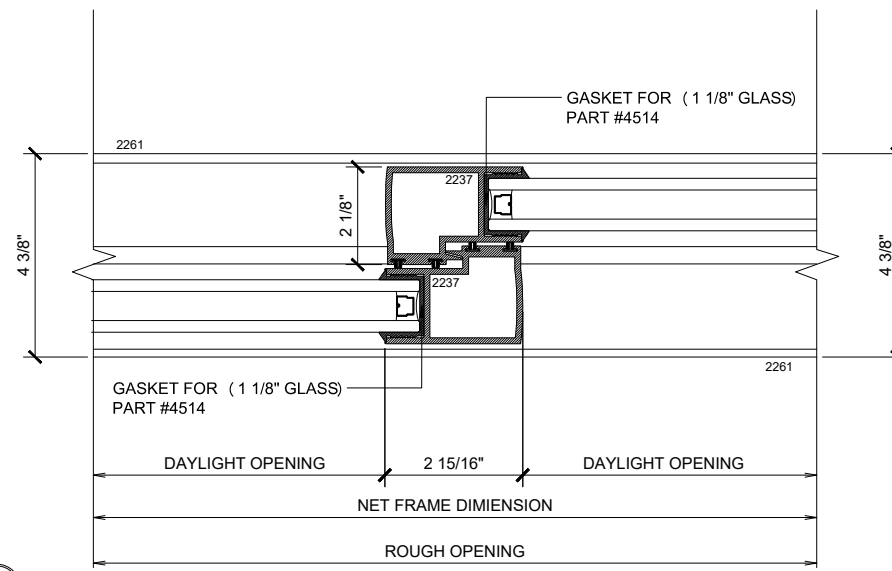 GASKET FOR ( 1 1/8" GLASS)
PART #4514
2261
2237
2 1/8"
4 3/8"
4 3/8"
2237
2261
GASKET FOR ( 1 1/8" GLASS)
PART #4514
DAYLIGHT OPENING
2 15/16"
DAYLIGHT OPENING
NET FRAME DIMIENSION
ROUGH OPENING